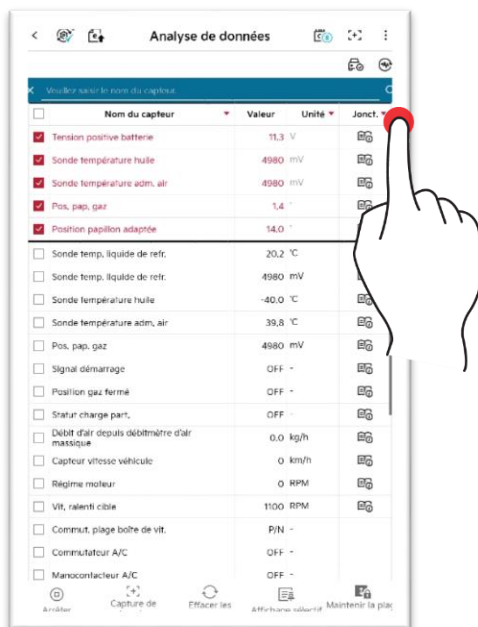 Analyse de données
Veuillez saisir le nom du capteur.
Nom du capteur Valeur Unité Jonct.
Tension positive batterie 11,3 V
Sonde température huile 4980 mV
Sonde température adm. air 4980 mV
Pos, pap, gaz 1,4 °
Position papillon adaptée 14,0 °
Sonde temp, liquide de refr. 20,2 °C
Sonde temp, liquide de refr. 4980 mV
Sonde température huile -40,0 °C
Sonde température adm, air 39,8 °C
Pos, pap. gaz 4980 mV
Signal démarrage OFF -
Position gaz fermé OFF -
Statut charge part, OFF -
Débit d'air depuis débitmètre d'air massique 0,0 kg/h
Capteur vitesse véhicule 0 km/h
Régime moteur 0 RPM
Vit, ralenti cible 1100 RPM
Commut. plage boîte de vit. P/N -
Commutateur A/C OFF -
Manocontacteur A/C OFF -
Arrêter Capture de Effacer les Affichage sélectif Maintenir la plag